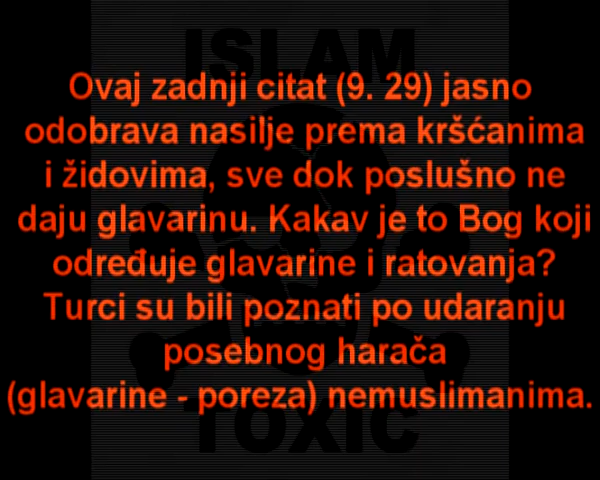 ISLAM
Ovaj zadnji citat (9. 29) jasno
odobrava nasilje prema kršćanima
i židovima, sve dok poslušno ne
daju glavarinu. Kakav je to Bog koji
određuje glavarine i ratovanja?
Turci su bili poznati po udaranju
posebnog harača
(glavarine - poreza) nemuslimanima.
TOXIC